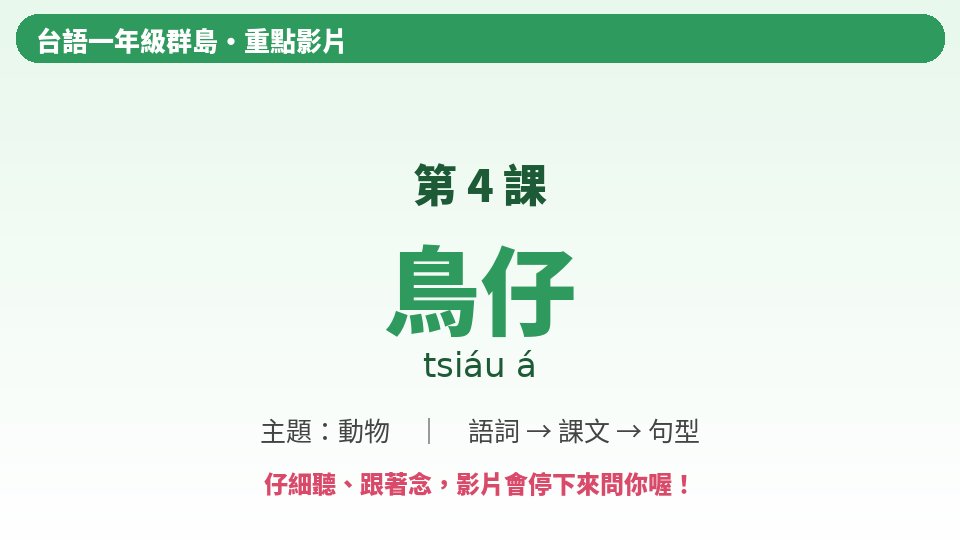 台語一年級群島・重點影片
第 4 課
鳥仔
tsiáu á
主題：動物 ｜ 語詞 → 課文 → 句型
仔細聽、跟著念，影片會停下來問你喔！